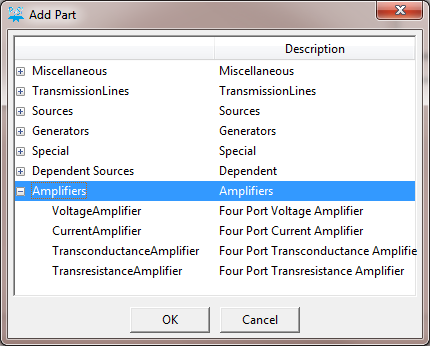 Add Part
Description
Miscellaneous Miscellaneous
TransmissionLines TransmissionLines
Sources Sources
Generators Generators
Special Special
Dependent Sources Dependent
Amplifiers Amplifiers
VoltageAmplifier Four Port Voltage Amplifier
CurrentAmplifier Four Port Current Amplifier
TransconductanceAmplifier Four Port Transconductance Amplifie
TransresistanceAmplifier Four Port Transresistance Amplifier
OK Cancel